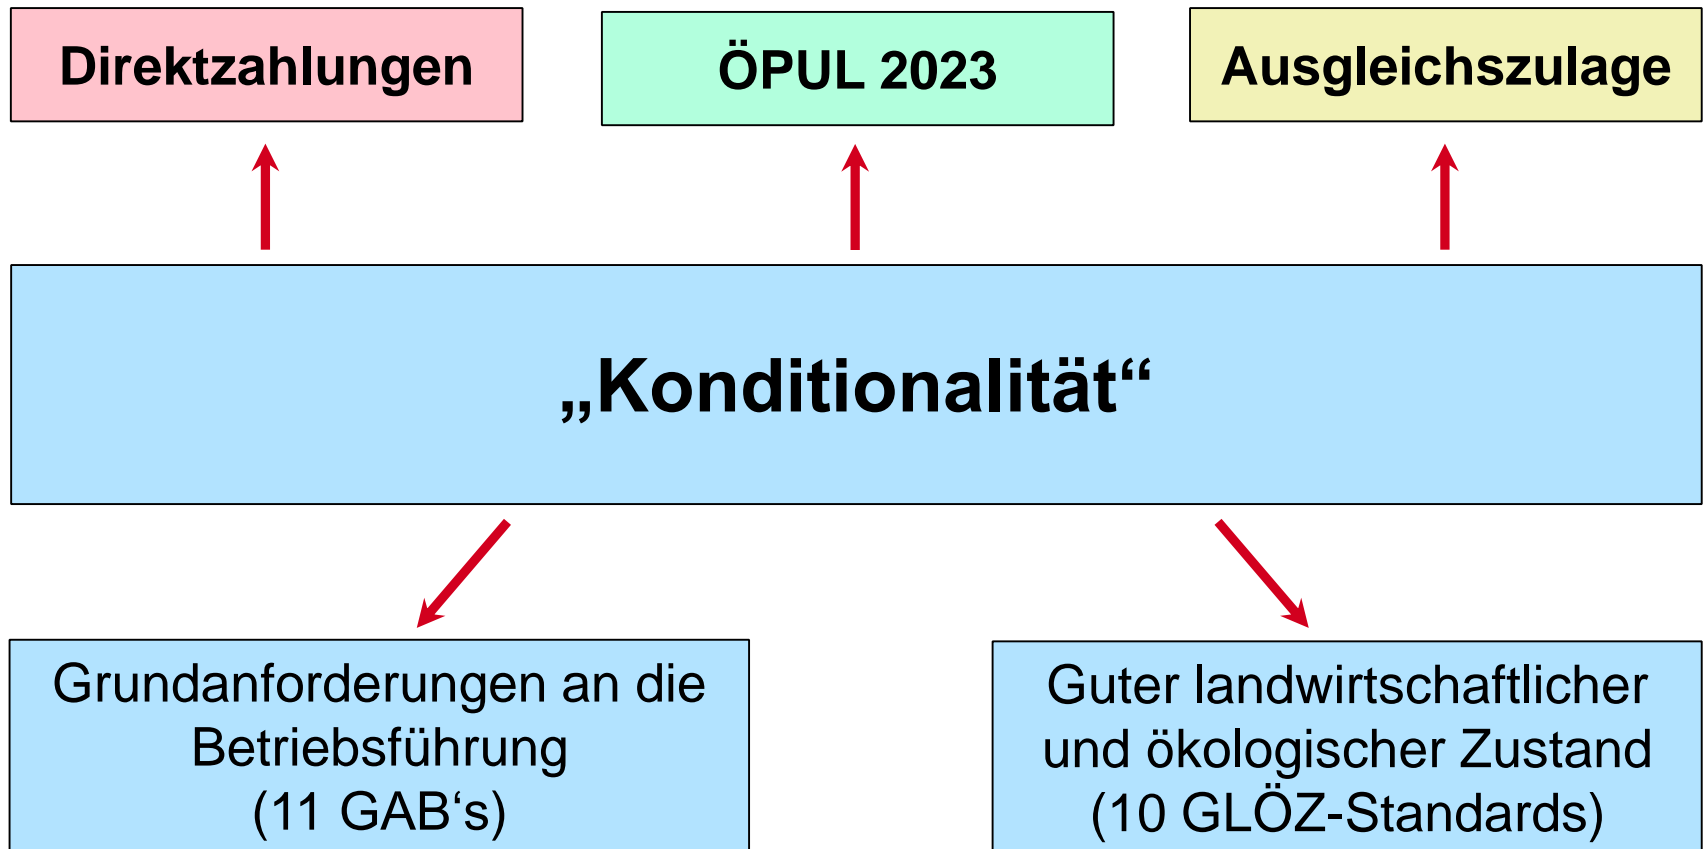 Direktzahlungen
ÖPUL 2023
Ausgleichszulage
„Konditionalität“
Grundanforderungen an die
Betriebsführung
(11 GAB‘s)
Guter landwirtschaftlicher
und ökologischer Zustand
(10 GLÖZ-Standards)